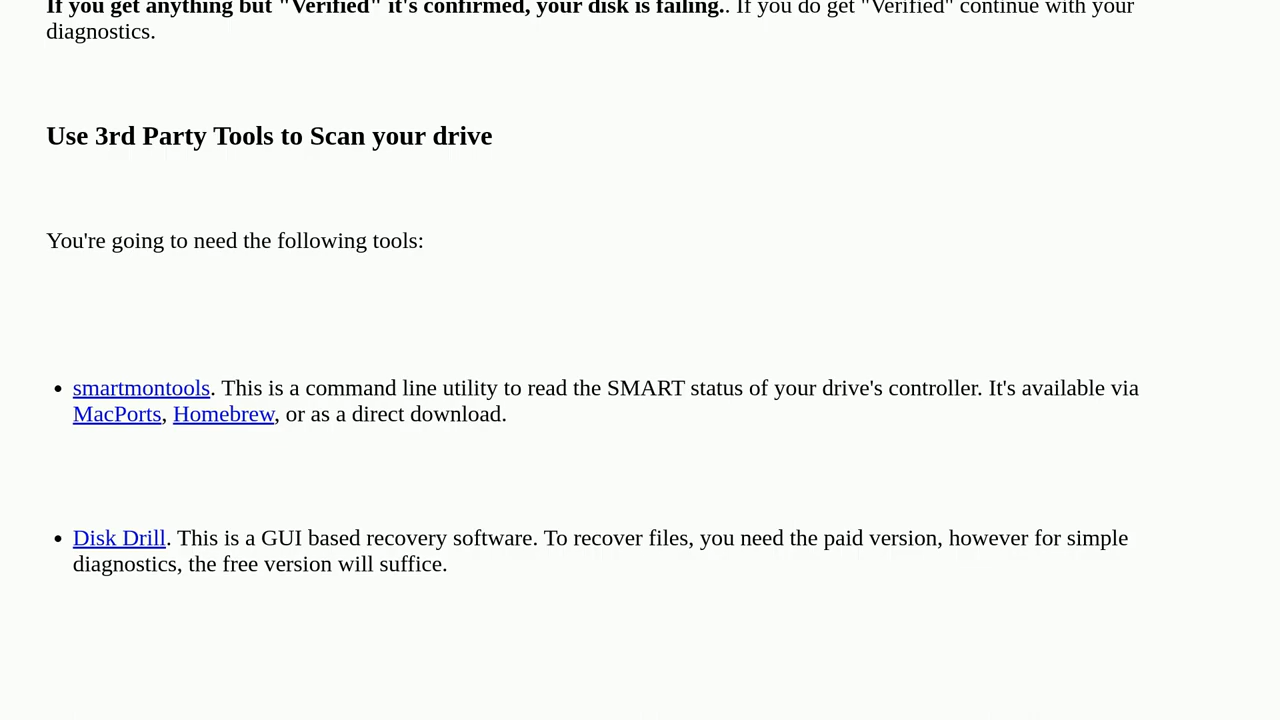 If you get anything but "Verified" it's confirmed, your disk is failing.. If you do get "Verified" continue with your
diagnostics.
Use 3rd Party Tools to Scan your drive
You're going to need the following tools:
• smartmontools. This is a command line utility to read the SMART status of your drive's controller. It's available via
MacPorts, Homebrew, or as a direct download.
• Disk Drill. This is a GUI based recovery software. To recover files, you need the paid version, however for simple
diagnostics, the free version will suffice.